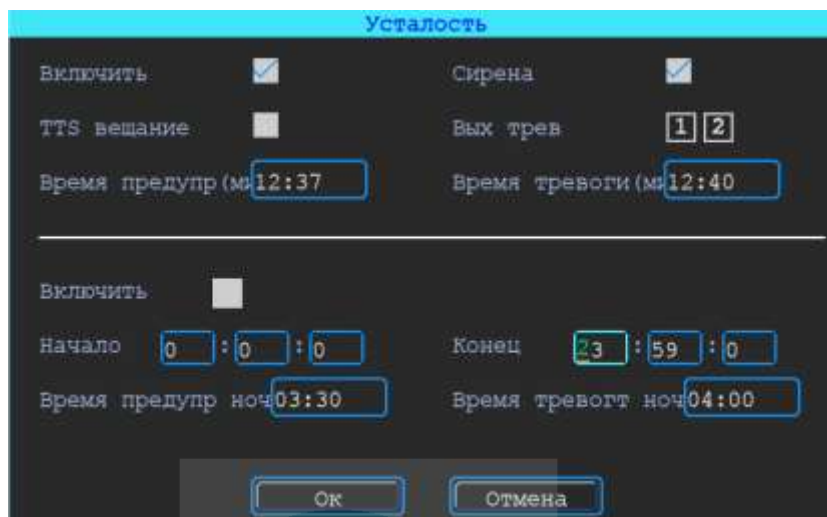 Усталость
Включить Сирена
TTS вещание Вых трев 1 2
Время предупр(ми 12:37 Время тревоги(ми 12:40
Включить
Начало 0 : 0 : 0 Конец 23 : 59 : 0
Время предупр ноч 03:30 Время тревогт ноч 04:00
Ок Отмена